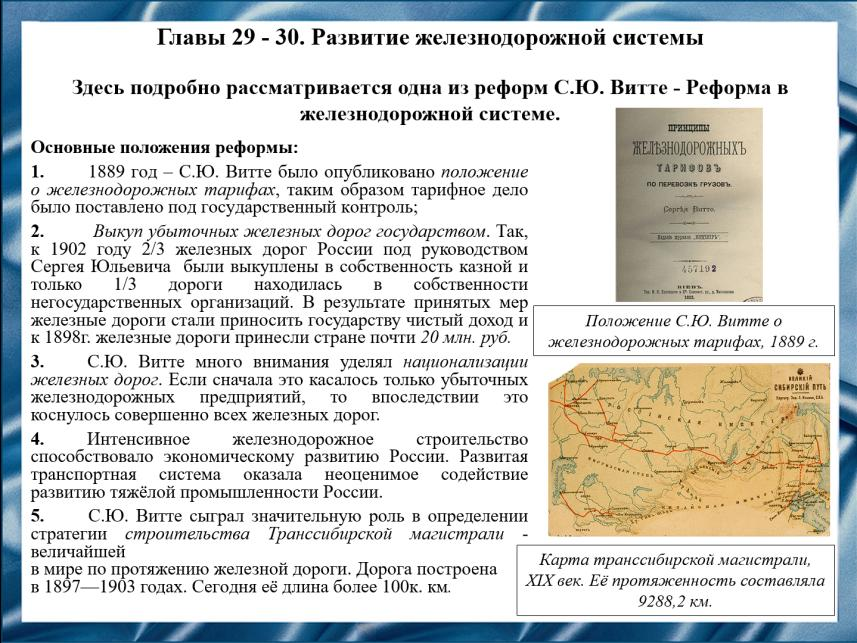 Главы 29 - 30. Развитие железнодорожной системы
Здесь подробно рассматривается одна из реформ С.Ю. Витте - Реформа в
железнодорожной системе.
Основные положения реформы:
1. 1889 год – С.Ю. Витте было опубликовано положение
о железнодорожных тарифах, таким образом тарифное дело
было поставлено под государственный контроль;
2. Выкуп убыточных железных дорог государством. Так,
к 1902 году 2/3 железных дорог России под руководством
Сергея Юльевича были выкуплены в собственность казной и
только 1/3 дороги находилась в собственности
негосударственных организаций. В результате принятых мер
железные дороги стали приносить государству чистый доход и
к 1898г. железные дороги принесли стране почти 20 млн. руб.
3. С.Ю. Витте много внимания уделял национализации
железных дорог. Если сначала это касалось только убыточных
железнодорожных предприятий, то впоследствии это
коснулось совершенно всех железных дорог.
4. Интенсивное железнодорожное строительство
способствовало экономическому развитию России. Развитая
транспортная система оказала неоценимое содействие
развитию тяжёлой промышленности России.
5. С.Ю. Витте сыграл значительную роль в определении
стратегии строительства Транссибирской магистрали -
величайшей
в мире по протяжению железной дороги. Дорога построена
в 1897—1903 годах. Сегодня её длина более 100к. км.
ПРИНЦИПЫ
ЖЕЛѢЗНОДОРОЖНЫХЪ
ТАРИФОВЪ
ПО ПЕРЕВОЗКѢ ГРУЗОВЪ.
Сергѣя Витте.
457192
Положение С.Ю. Витте о
железнодорожных тарифах, 1889 г.
ВЕЛИКІЙ
СИБИРСКІЙ ПУТЬ
Карта транссибирской магистрали,
XIX век. Её протяженность составляла
9288,2 км.